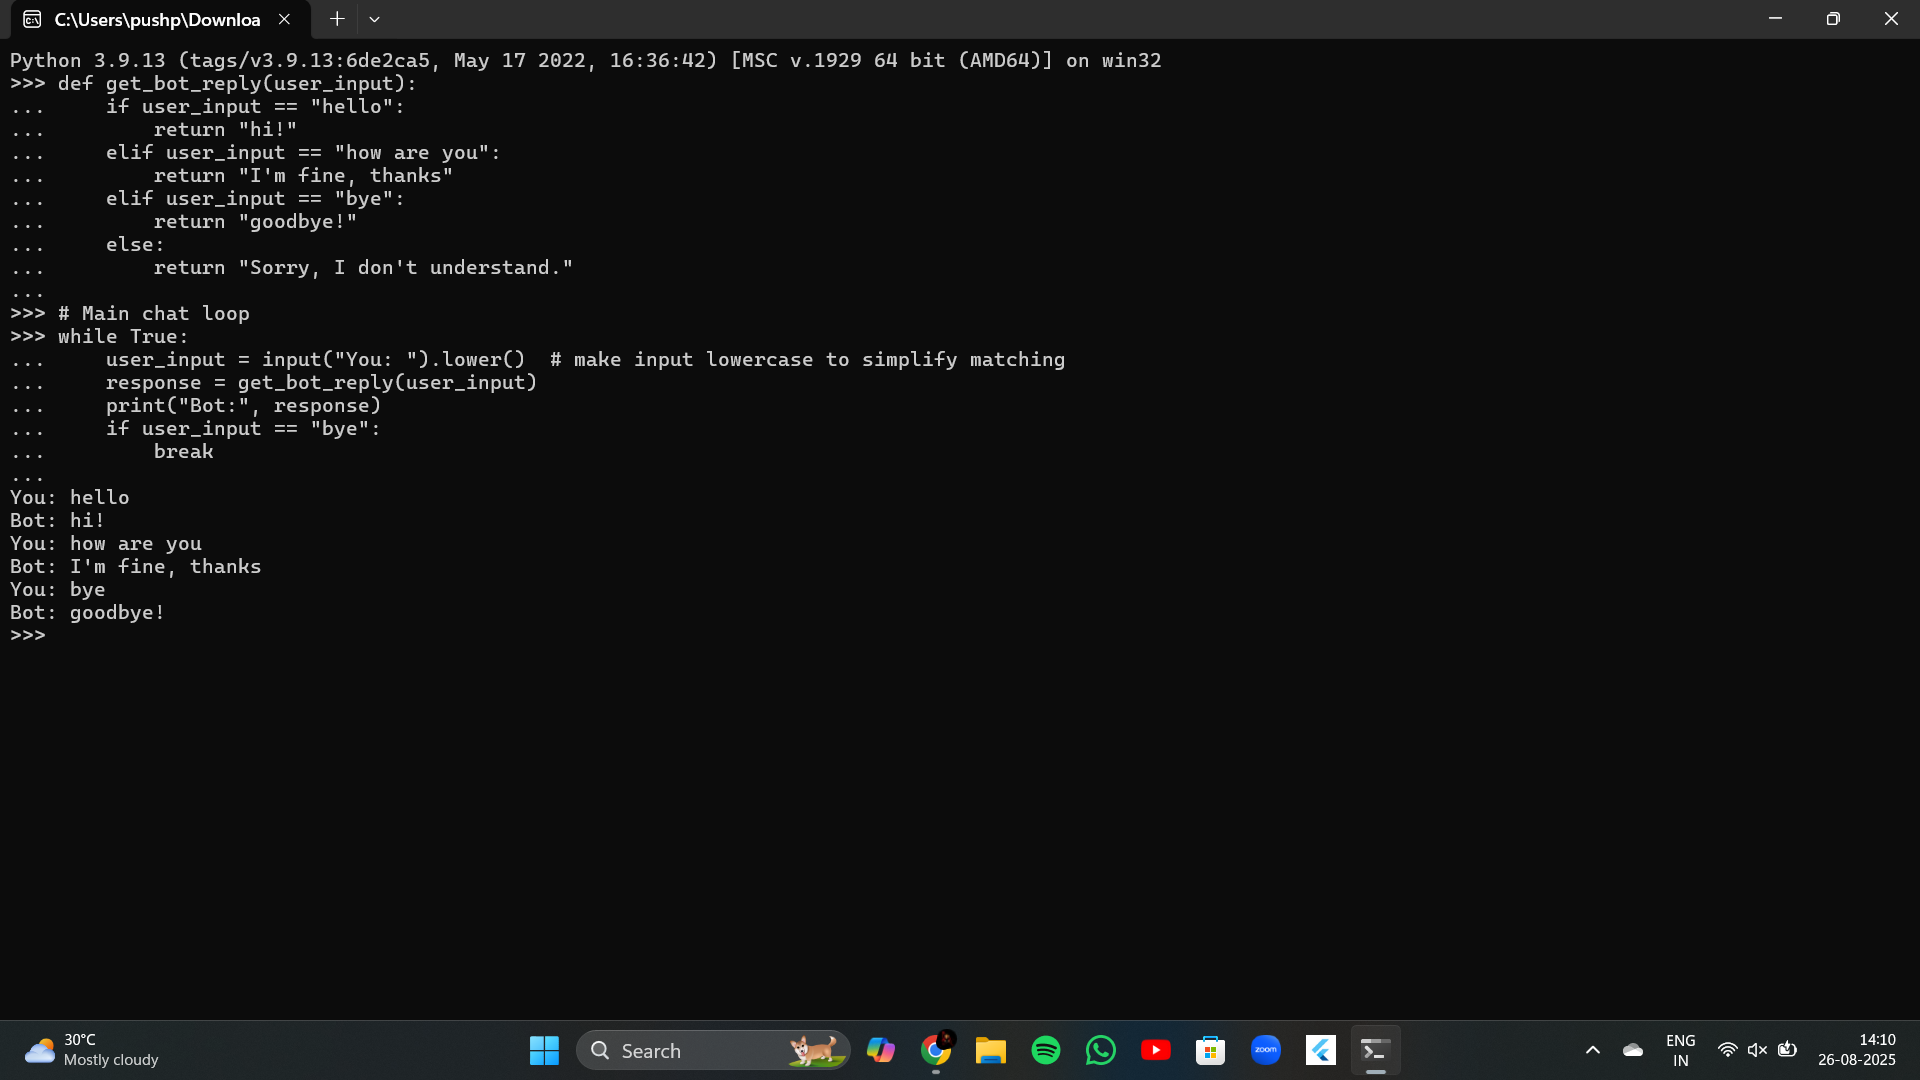 C:\Users\pushp\Downloa
Python 3.9.13 (tags/v3.9.13:6de2ca5, May 17 2022, 16:36:42) [MSC v.1929 64 bit (AMD64)] on win32
>>> def get_bot_reply(user_input):
...     if user_input == "hello":
...         return "hi!"
...     elif user_input == "how are you":
...         return "I'm fine, thanks"
...     elif user_input == "bye":
...         return "goodbye!"
...     else:
...         return "Sorry, I don't understand."
...
>>> # Main chat loop
>>> while True:
...     user_input = input("You: ").lower()  # make input lowercase to simplify matching
...     response = get_bot_reply(user_input)
...     print("Bot:", response)
...     if user_input == "bye":
...         break
...
You: hello
Bot: hi!
You: how are you
Bot: I'm fine, thanks
You: bye
Bot: goodbye!
>>>
30°C
Mostly cloudy
Search
zoom
ENG
IN
14:10
26-08-2025